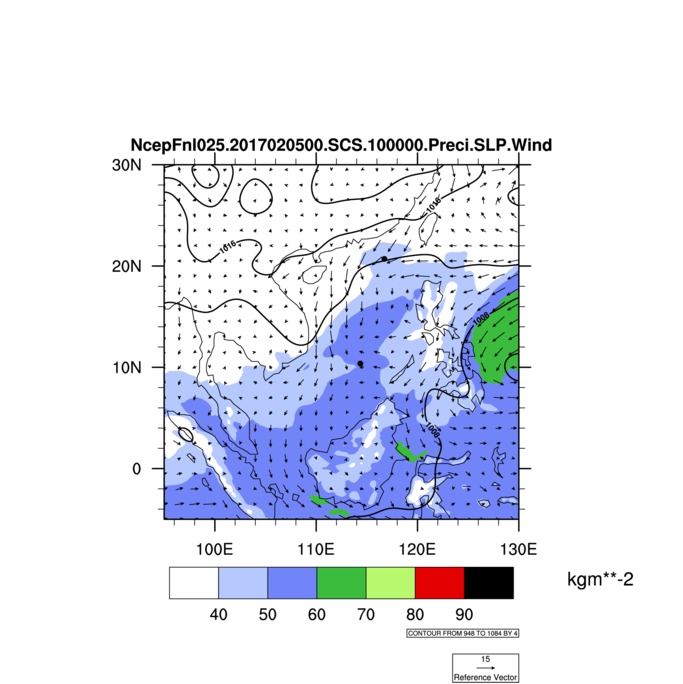 NcepFnl025.2017020500.SCS.100000.Preci.SLP.Wind
30N
20N
10N
0
1016
1016
1008
1008
100E
110E
120E
130E
kgm**-2
40
50
60
70
80
90
CONTOUR FROM 948 TO 1084 BY 4
15
Reference Vector